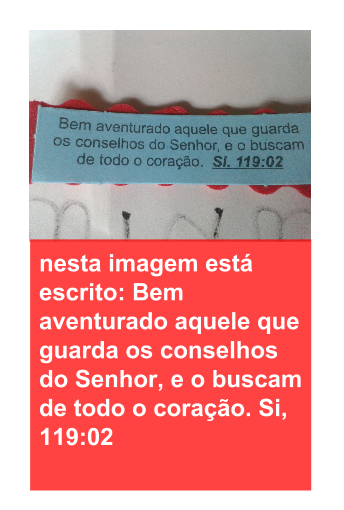 Bem aventurado aquele que guarda
os conselhos do Senhor, e o buscam
de todo o coração. Sl. 119:02
nesta imagem está
escrito: Bem
aventurado aquele que
guarda os conselhos
do Senhor, e o buscam
de todo o coração. Si,
119:02